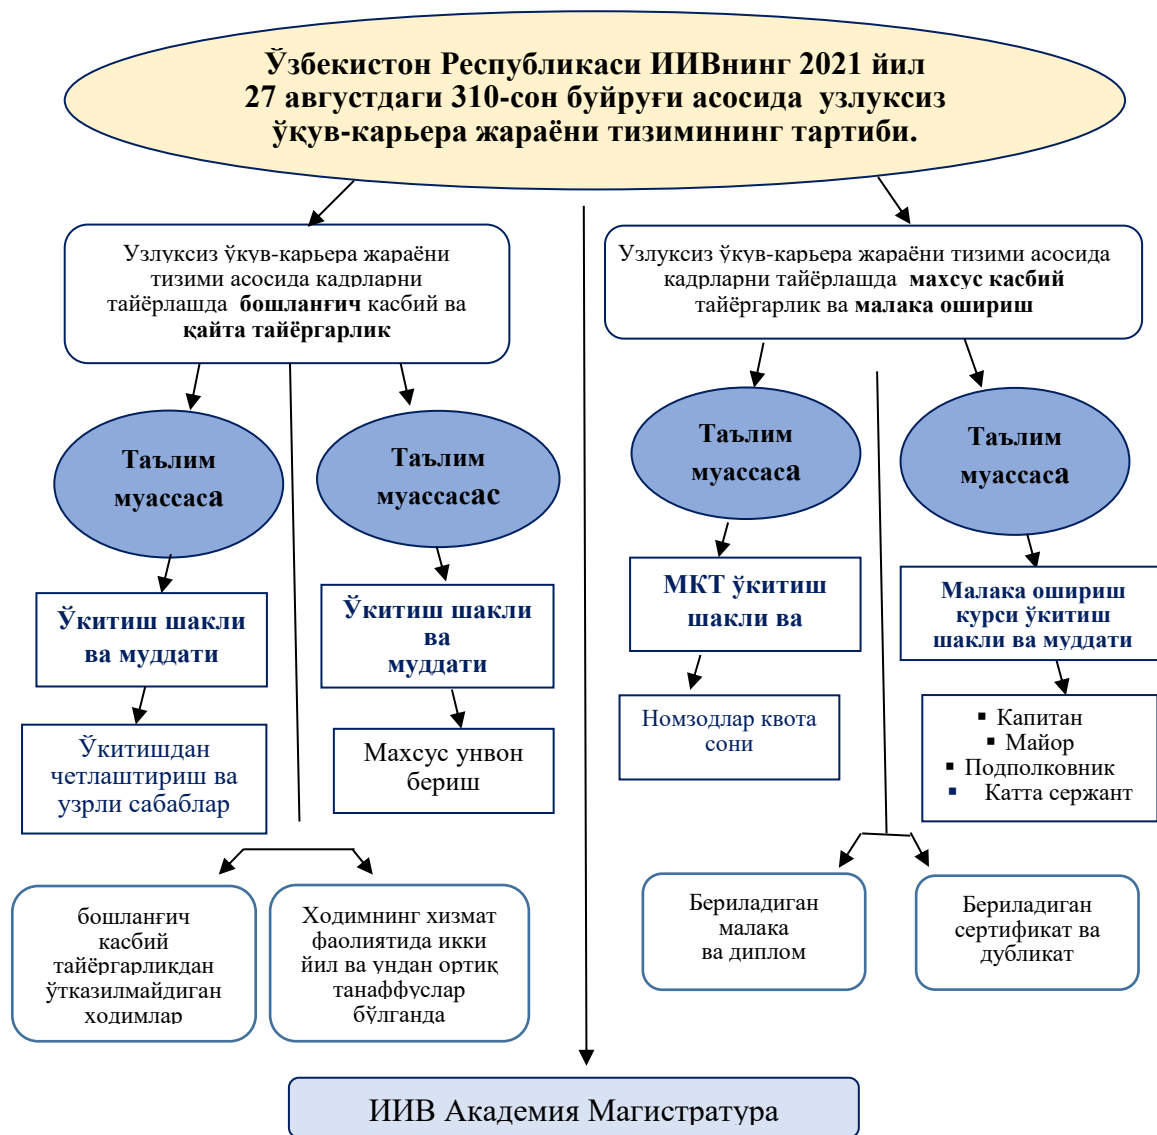 Ўзбекистон Республикаси ИИВнинг 2021 йил
27 августдаги 310-сон буйруғи асосида узлуксиз
ўқув-карьера жараёни тизимининг тартиби.
Узлуксиз ўқув-карьера жараёни
тизими асосида кадрларни
тайёрлашда бошланғич касбий ва
қайта тайёргарлик
Узлуксиз ўқув-карьера жараёни тизими асосида
кадрларни тайёрлашда махсус касбий
тайёргарлик ва малака ошириш
Таълим
муассаса
Таълим
муассасас
Таълим
муассаса
Таълим
муассаса
Ўкитиш шакли
ва муддати
Ўкитиш шакли
ва
муддати
МКТ ўкитиш
шакли ва
Малака ошириш
курси ўкитиш
шакли ва муддати
Ўкитишдан
четлаштириш ва
узрли сабаблар
Махсус унвон
бериш
Номзодлар квота
сони
▪ Капитан
▪ Майор
▪ Подполковник
▪ Катта сержант
бошланғич
касбий
тайёргарликдан
ўтказилмайдиган
ходимлар
Ходимнинг хизмат
фаолиятида икки
йил ва ундан ортиқ
танаффуслар
бўлганда
Бериладиган
малака
ва диплом
Бериладиган
сертификат ва
дубликат
ИИВ Академия Магистратура